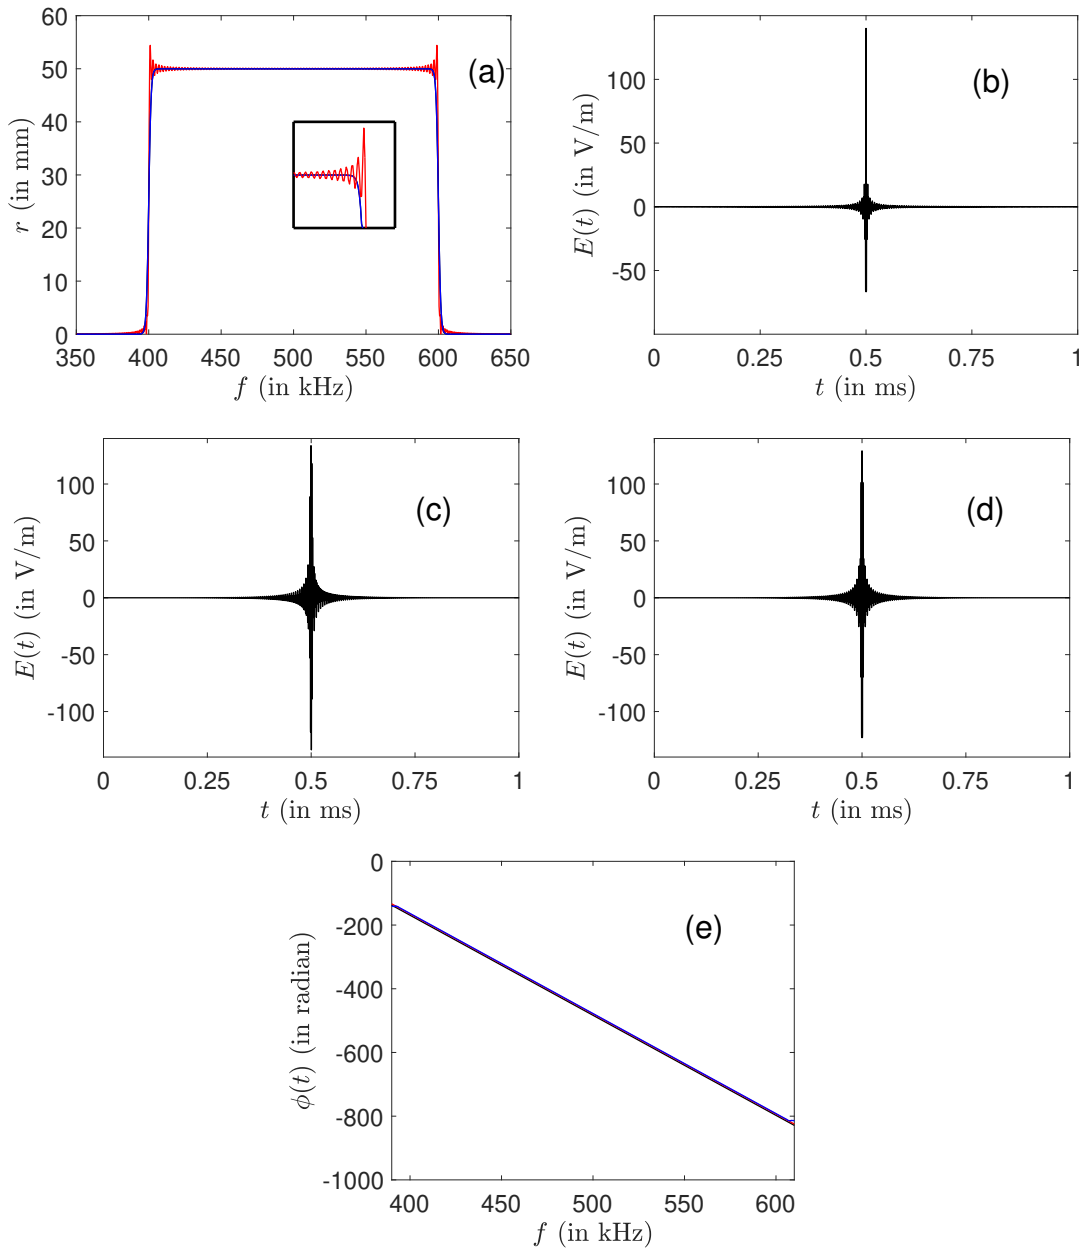 60
50
40
30
20
10
0
350 400 450 500 550 600 650
r (in mm)
f (in kHz)
(a)
100
50
0
-50
0 0.25 0.5 0.75 1
E(t) (in V/m)
t (in ms)
(b)
100
50
0
-50
-100
0 0.25 0.5 0.75 1
E(t) (in V/m)
t (in ms)
(c)
100
50
0
-50
-100
0 0.25 0.5 0.75 1
E(t) (in V/m)
t (in ms)
(d)
0
-200
-400
-600
-800
-1000
400 450 500 550 600
ϕ(t) (in radian)
f (in kHz)
(e)